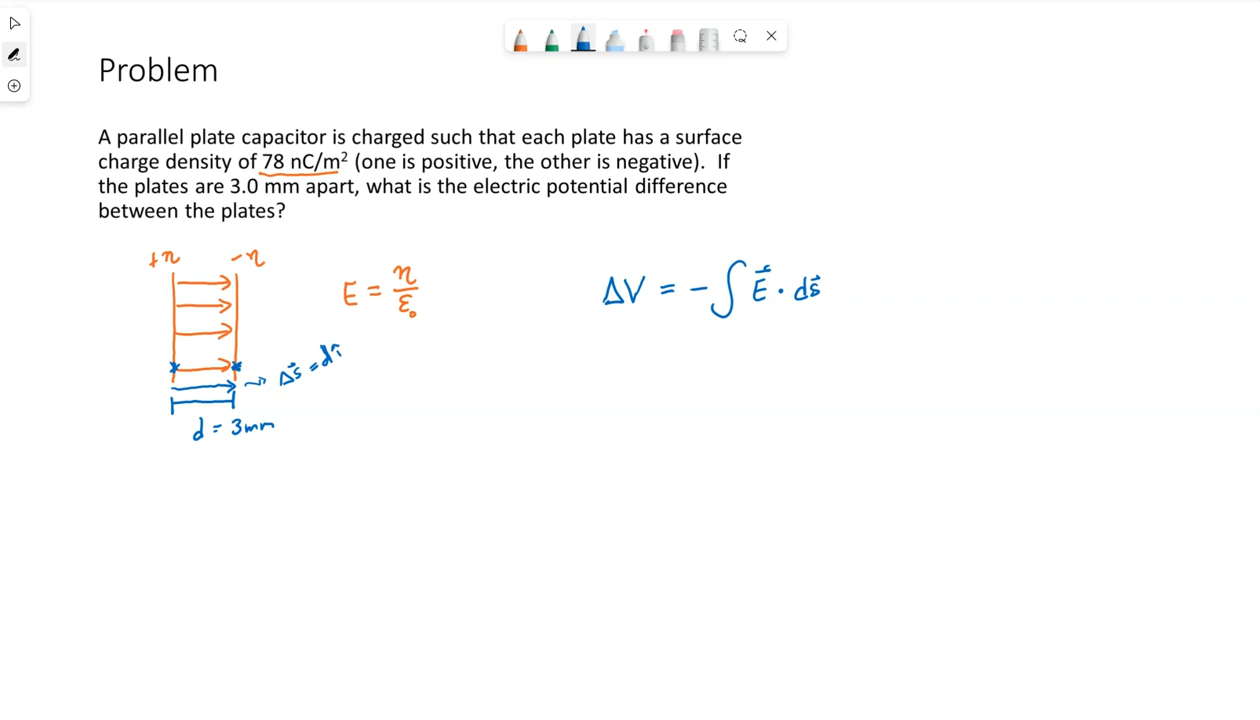 Problem
A parallel plate capacitor is charged such that each plate has a surface
charge density of 78 nC/m² (one is positive, the other is negative).  If
the plates are 3.0 mm apart, what is the electric potential difference
between the plates?
+η −η
E = η/ε₀
ΔV = − ∫ E⃗ · ds⃗
Δs⃗ = dî
d = 3mm